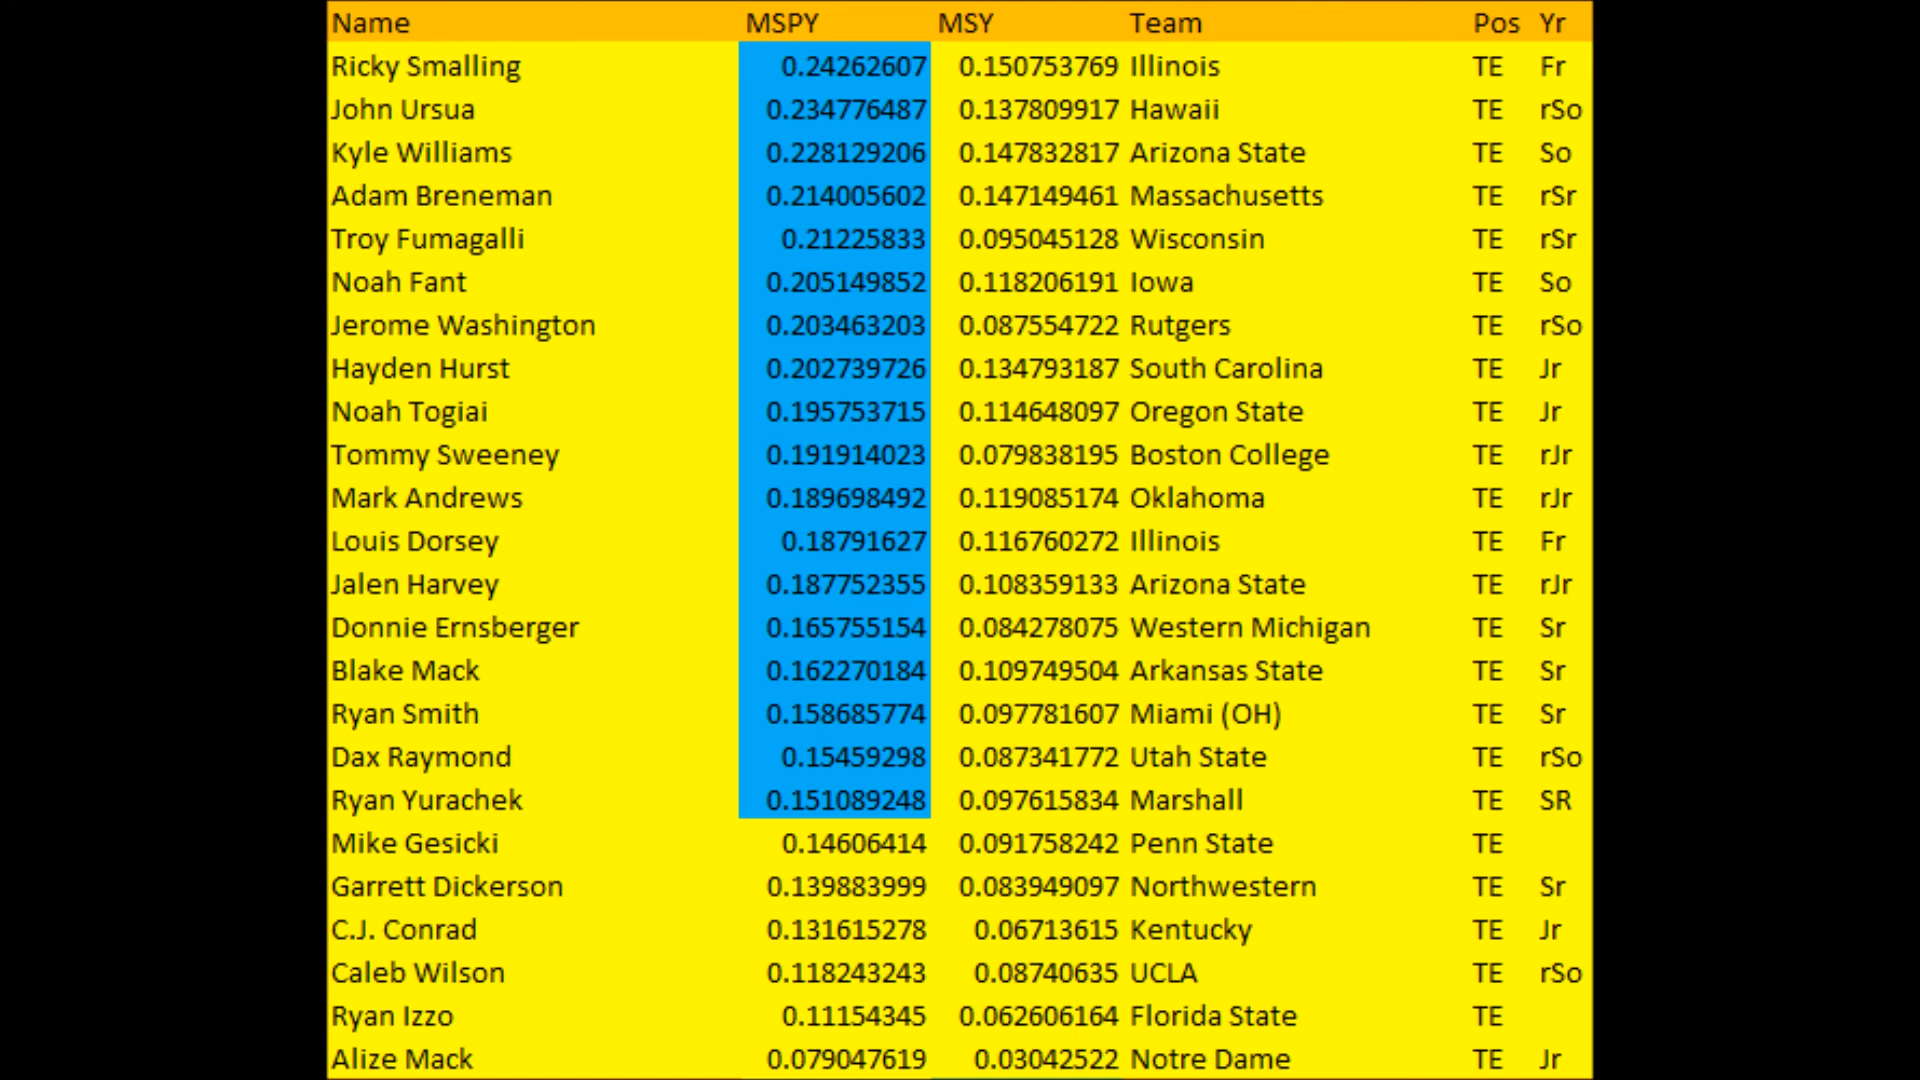 Name MSPY MSY Team Pos Yr
Ricky Smalling 0.24262607 0.150753769 Illinois TE Fr
John Ursua 0.234776487 0.137809917 Hawaii TE rSo
Kyle Williams 0.228129206 0.147832817 Arizona State TE So
Adam Breneman 0.214005602 0.147149461 Massachusetts TE rSr
Troy Fumagalli 0.21225833 0.095045128 Wisconsin TE rSr
Noah Fant 0.205149852 0.118206191 Iowa TE So
Jerome Washington 0.203463203 0.087554722 Rutgers TE rSo
Hayden Hurst 0.202739726 0.134793187 South Carolina TE Jr
Noah Togiai 0.195753715 0.114648097 Oregon State TE Jr
Tommy Sweeney 0.191914023 0.079838195 Boston College TE rJr
Mark Andrews 0.189698492 0.119085174 Oklahoma TE rJr
Louis Dorsey 0.18791627 0.116760272 Illinois TE Fr
Jalen Harvey 0.187752355 0.108359133 Arizona State TE rJr
Donnie Ernsberger 0.165755154 0.084278075 Western Michigan TE Sr
Blake Mack 0.162270184 0.109749504 Arkansas State TE Sr
Ryan Smith 0.158685774 0.097781607 Miami (OH) TE Sr
Dax Raymond 0.15459298 0.087341772 Utah State TE rSo
Ryan Yurachek 0.151089248 0.097615834 Marshall TE SR
Mike Gesicki 0.14606414 0.091758242 Penn State TE
Garrett Dickerson 0.139883999 0.083949097 Northwestern TE Sr
C.J. Conrad 0.131615278 0.06713615 Kentucky TE Jr
Caleb Wilson 0.118243243 0.08740635 UCLA TE rSo
Ryan Izzo 0.11154345 0.062606164 Florida State TE
Alize Mack 0.079047619 0.03042522 Notre Dame TE Jr